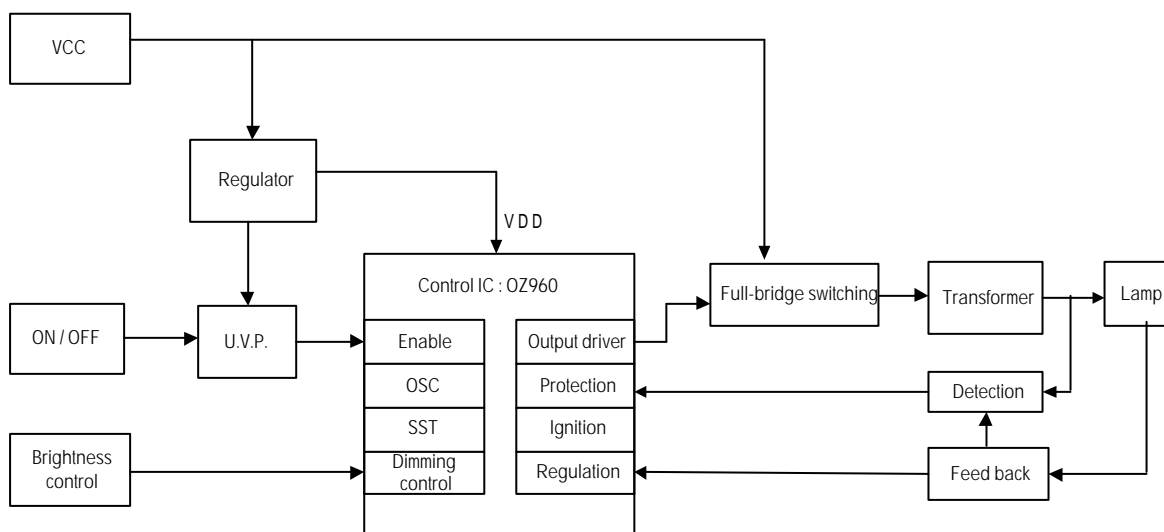 VCC
Regulator
VDD
Control IC : OZ960
Full-bridge switching
Transformer
Lamp
ON / OFF
U.V.P.
Enable
Output driver
OSC
Protection
Detection
SST
Ignition
Brightness
control
Dimming
control
Regulation
Feed back